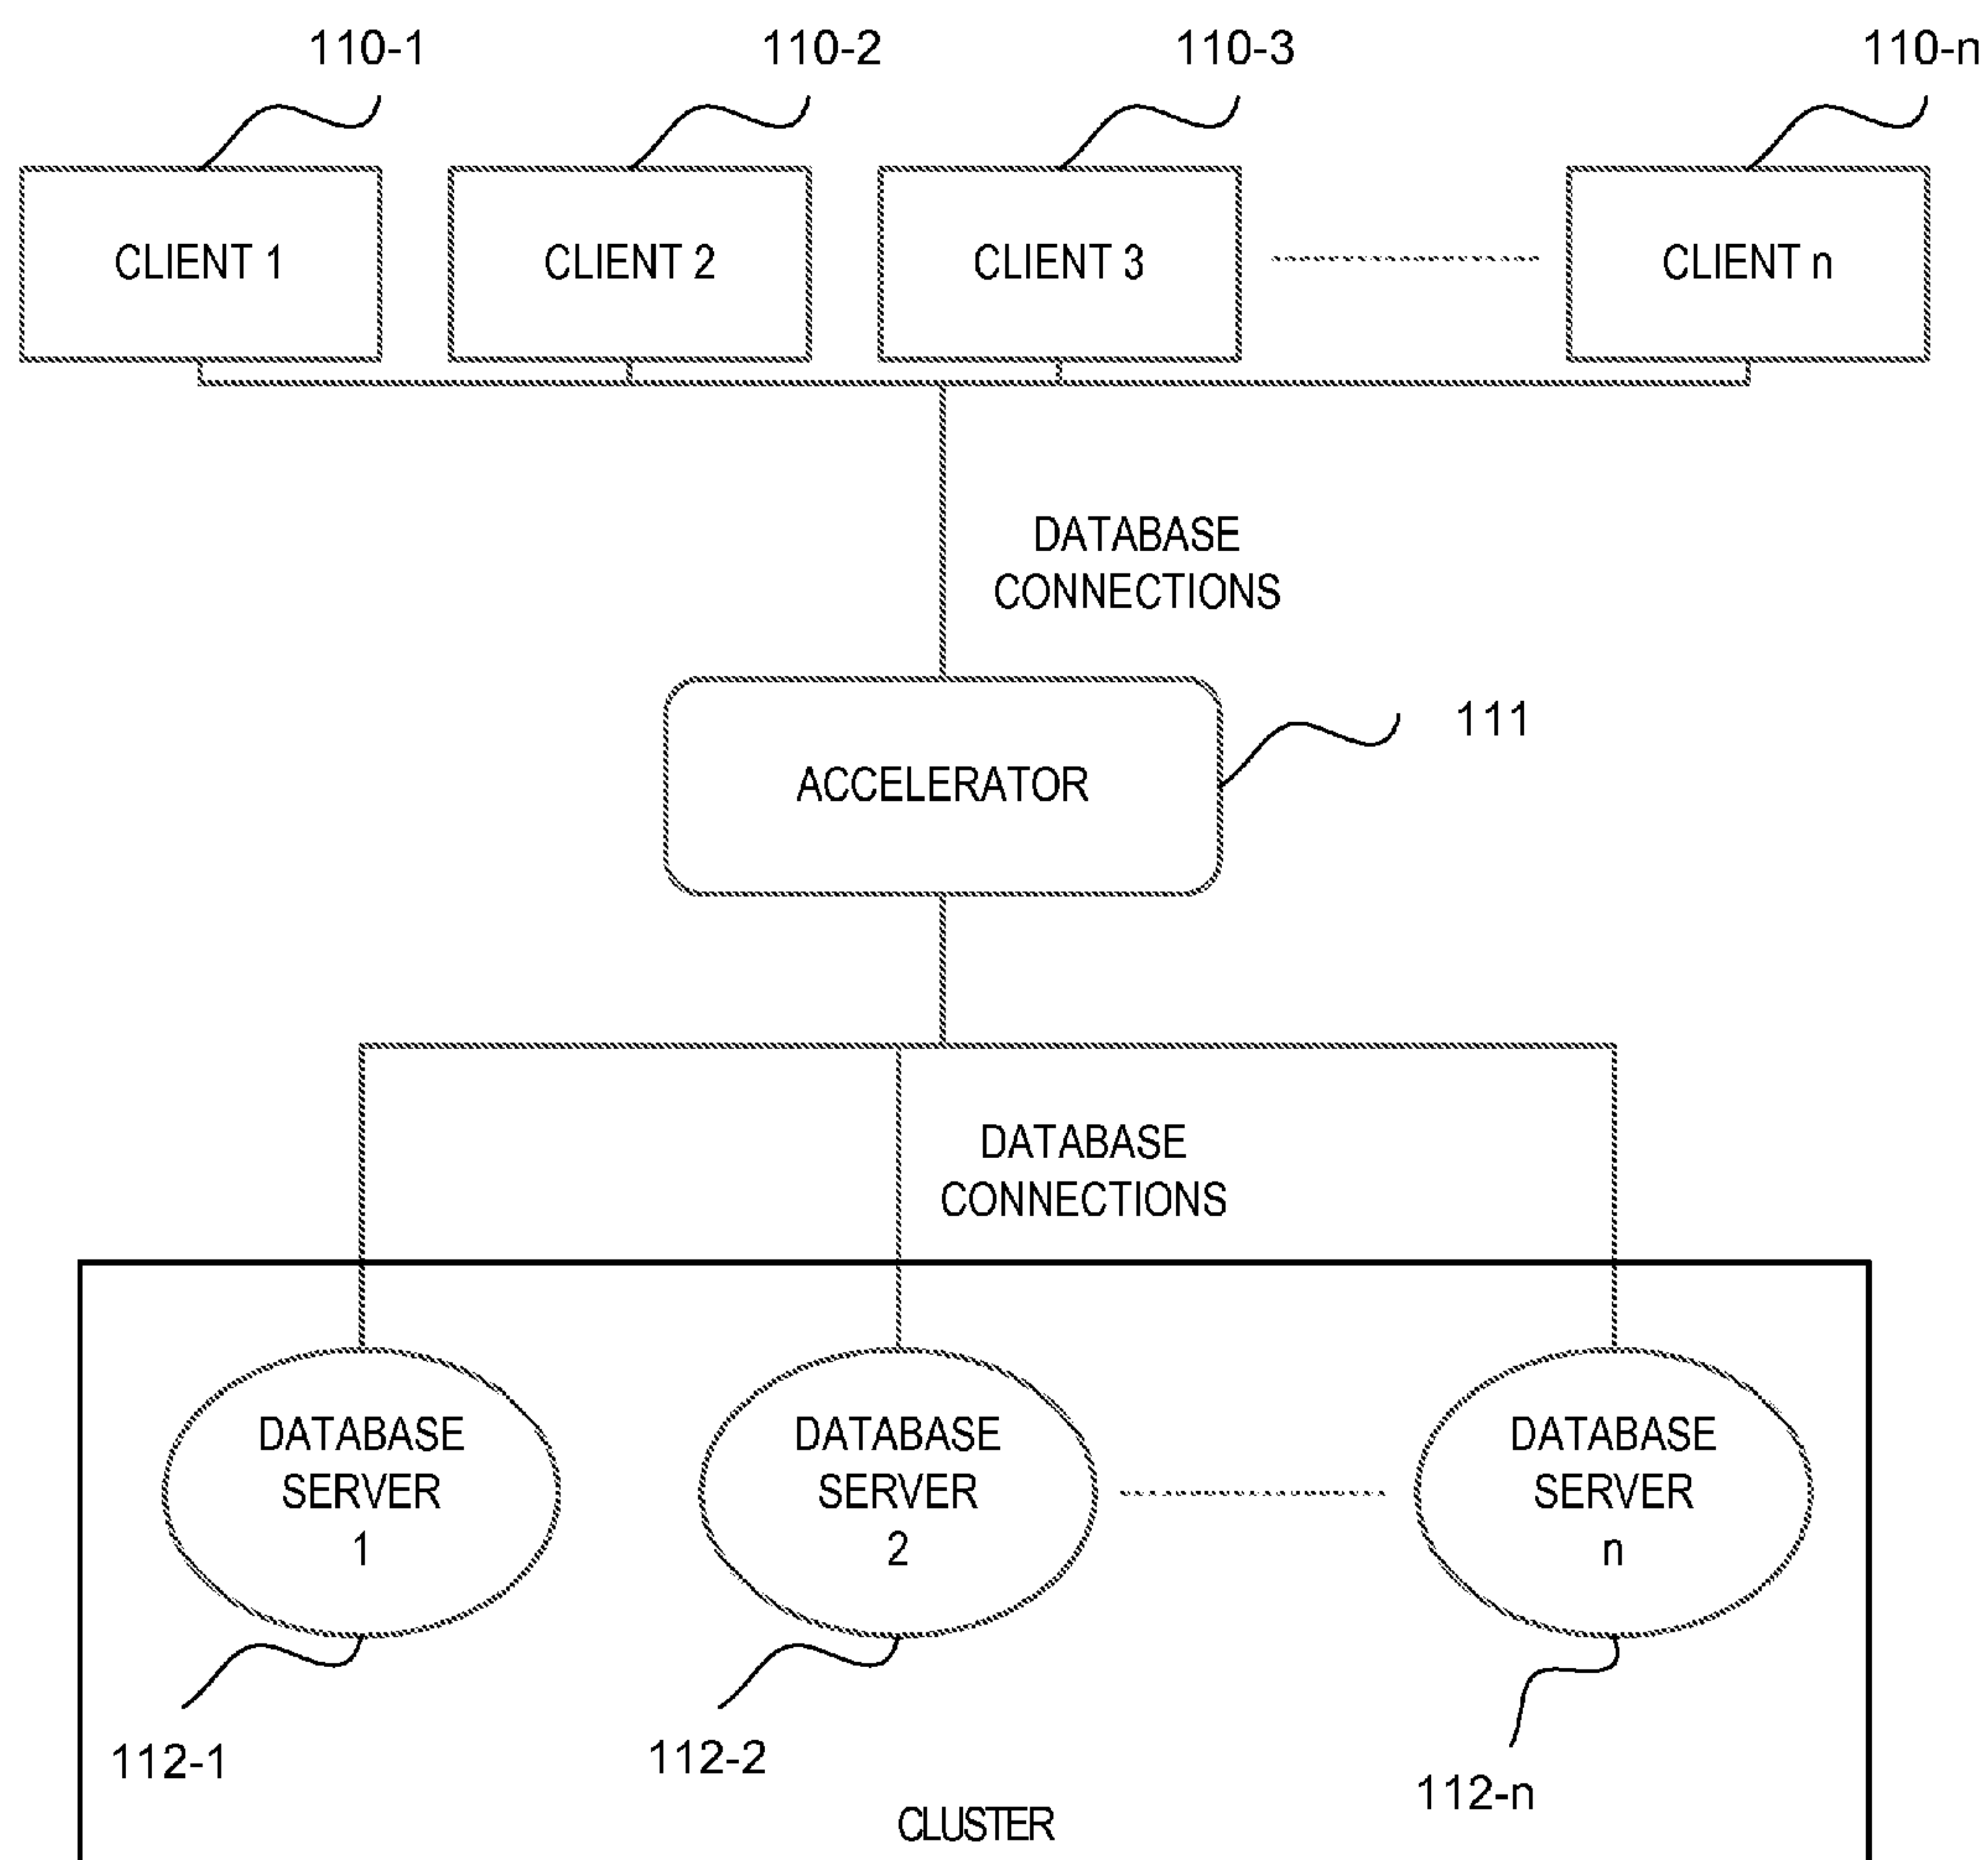 110-1
110-2
110-3
110-n
CLIENT 1
CLIENT 2
CLIENT 3
CLIENT n
DATABASE
CONNECTIONS
111
ACCELERATOR
DATABASE
CONNECTIONS
DATABASE
SERVER
1
DATABASE
SERVER
2
DATABASE
SERVER
n
112-1
112-2
112-n
CLUSTER